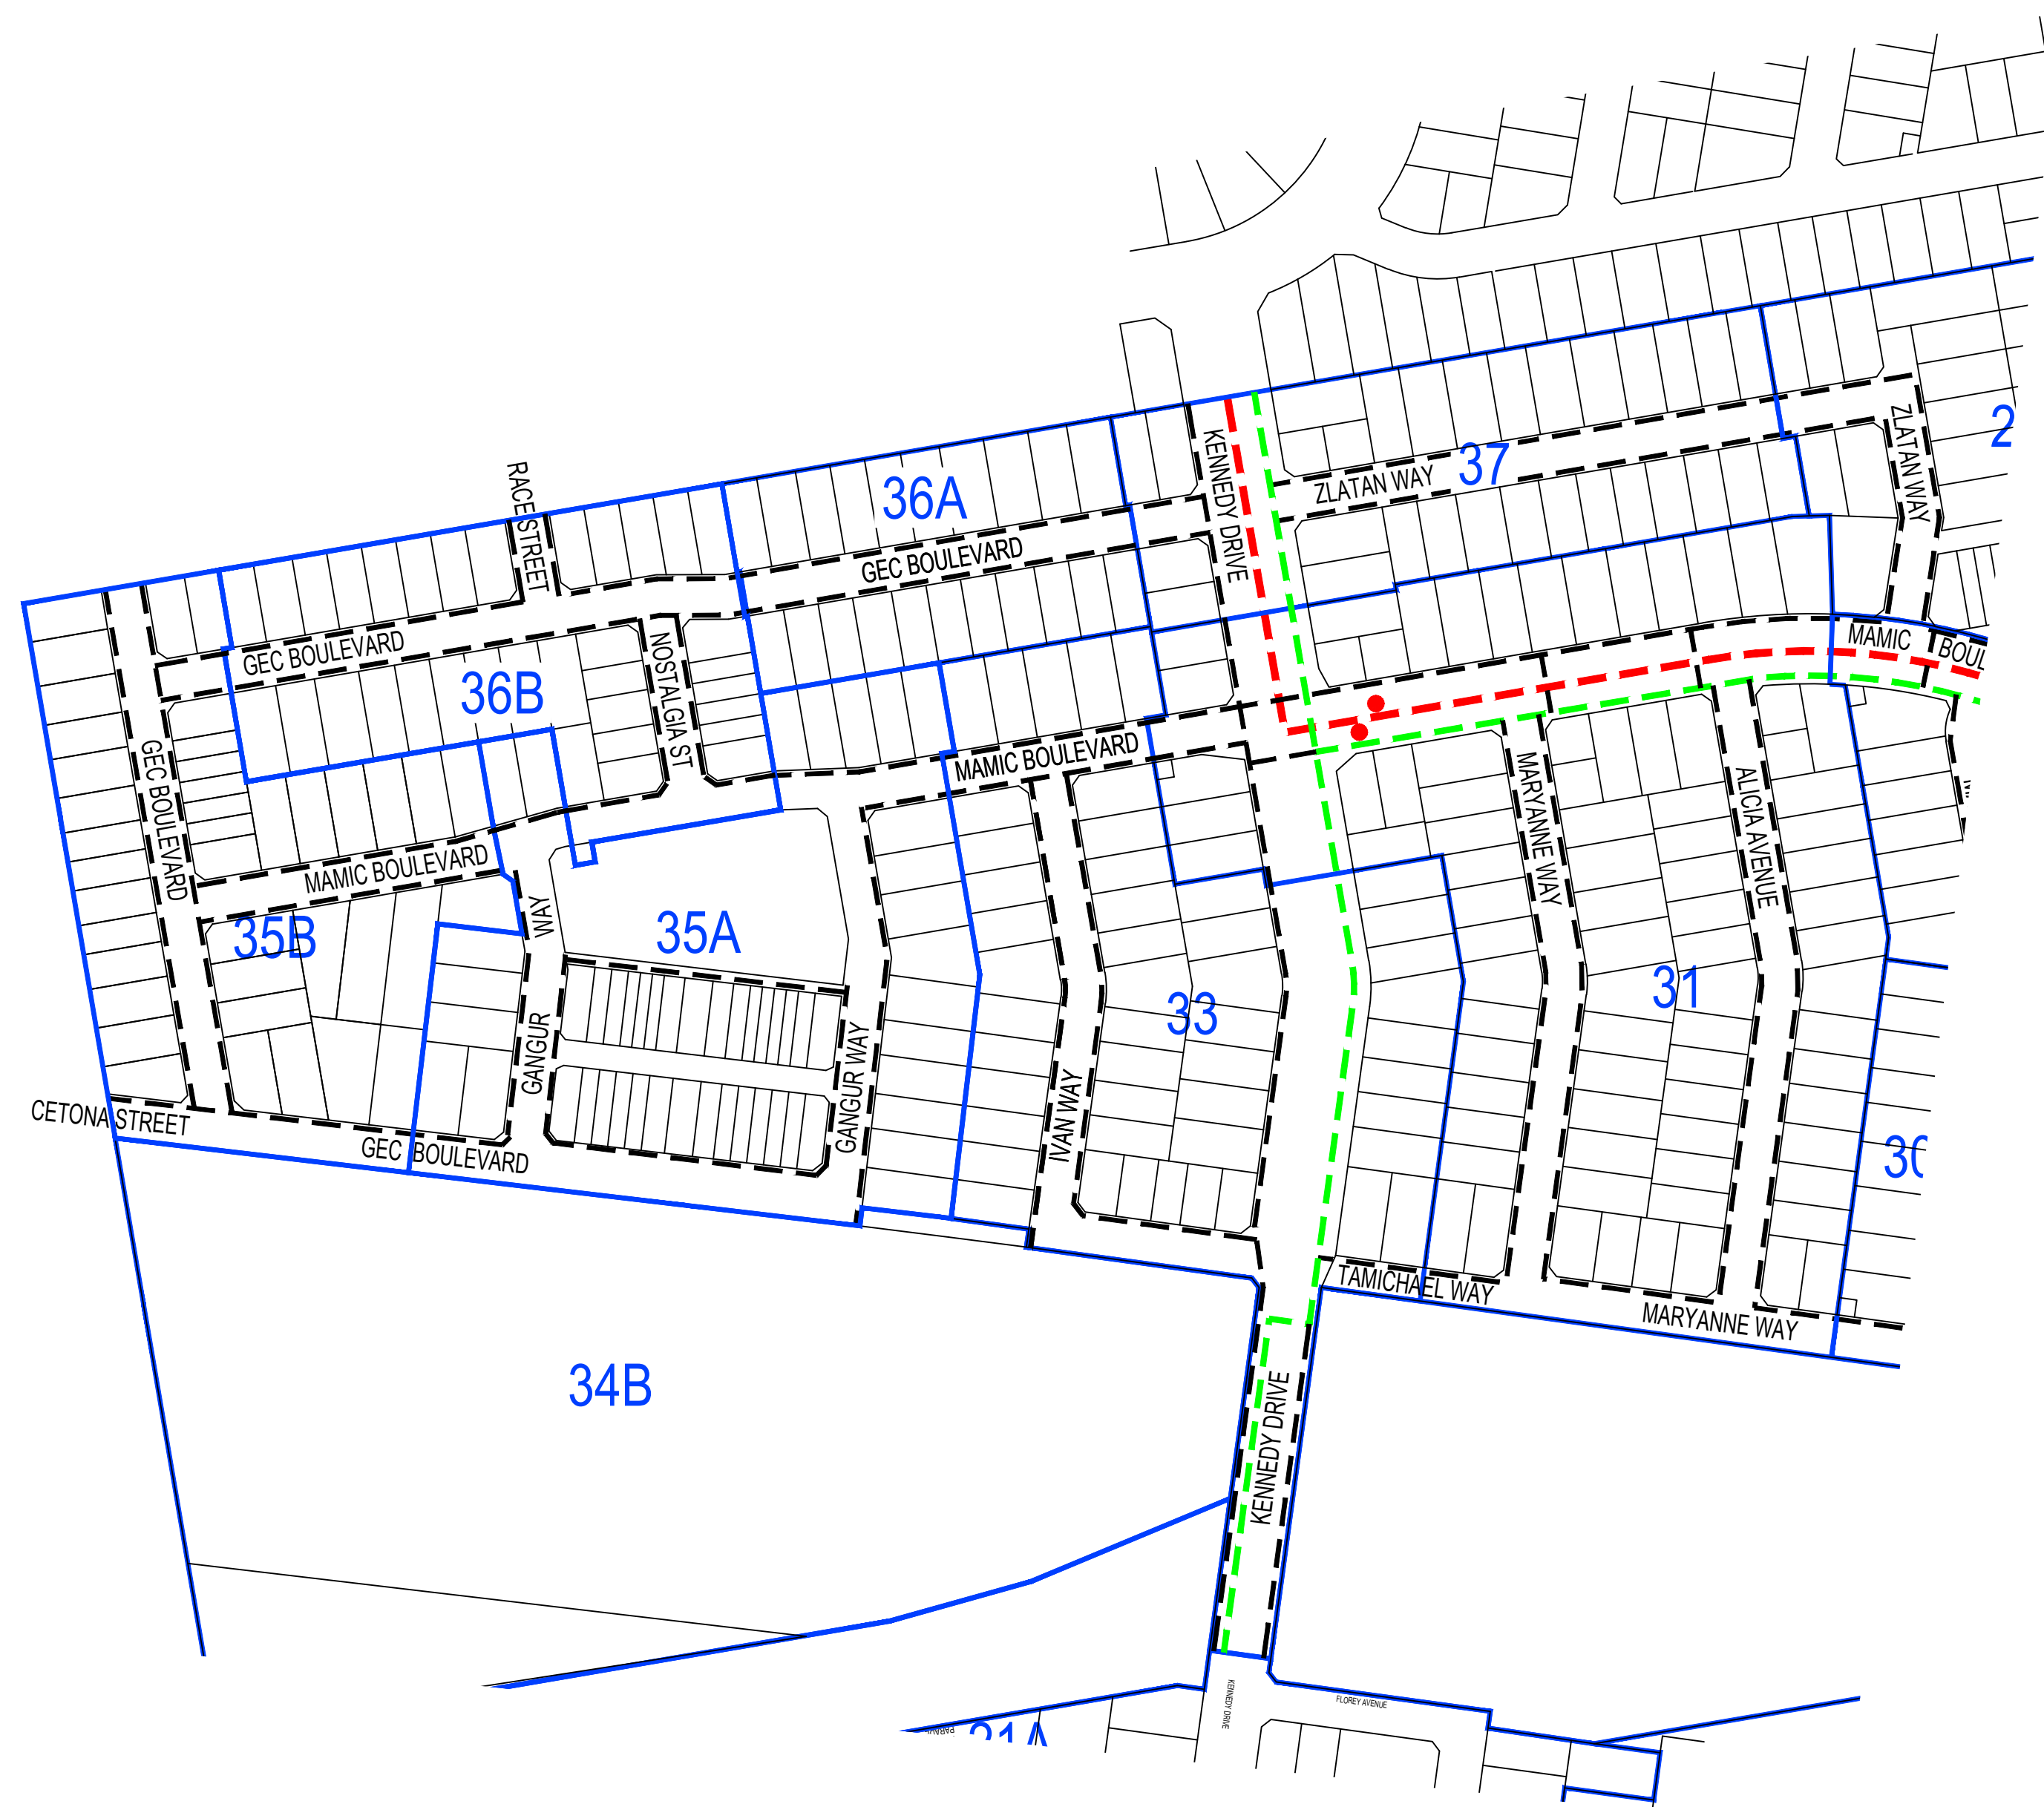 RACE STREET
36A
KENNEDY DRIVE
ZLATAN WAY
37
ZLATAN WAY
2
GEC BOULEVARD
GEC BOULEVARD
NOSTALGIA ST
36B
MAMIC
BOUL
MAMIC BOULEVARD
GEC BOULEVARD
MARYANNE WAY
ALICIA AVENUE
MAMIC BOULEVARD
35B
GANGUR WAY
35A
33
31
GANGUR WAY
IVAN WAY
CETONA STREET
GEC BOULEVARD
30
TAMICHAEL WAY
MARYANNE WAY
34B
KENNEDY DRIVE
KENNEDY DRIVE
FLOREY AVENUE